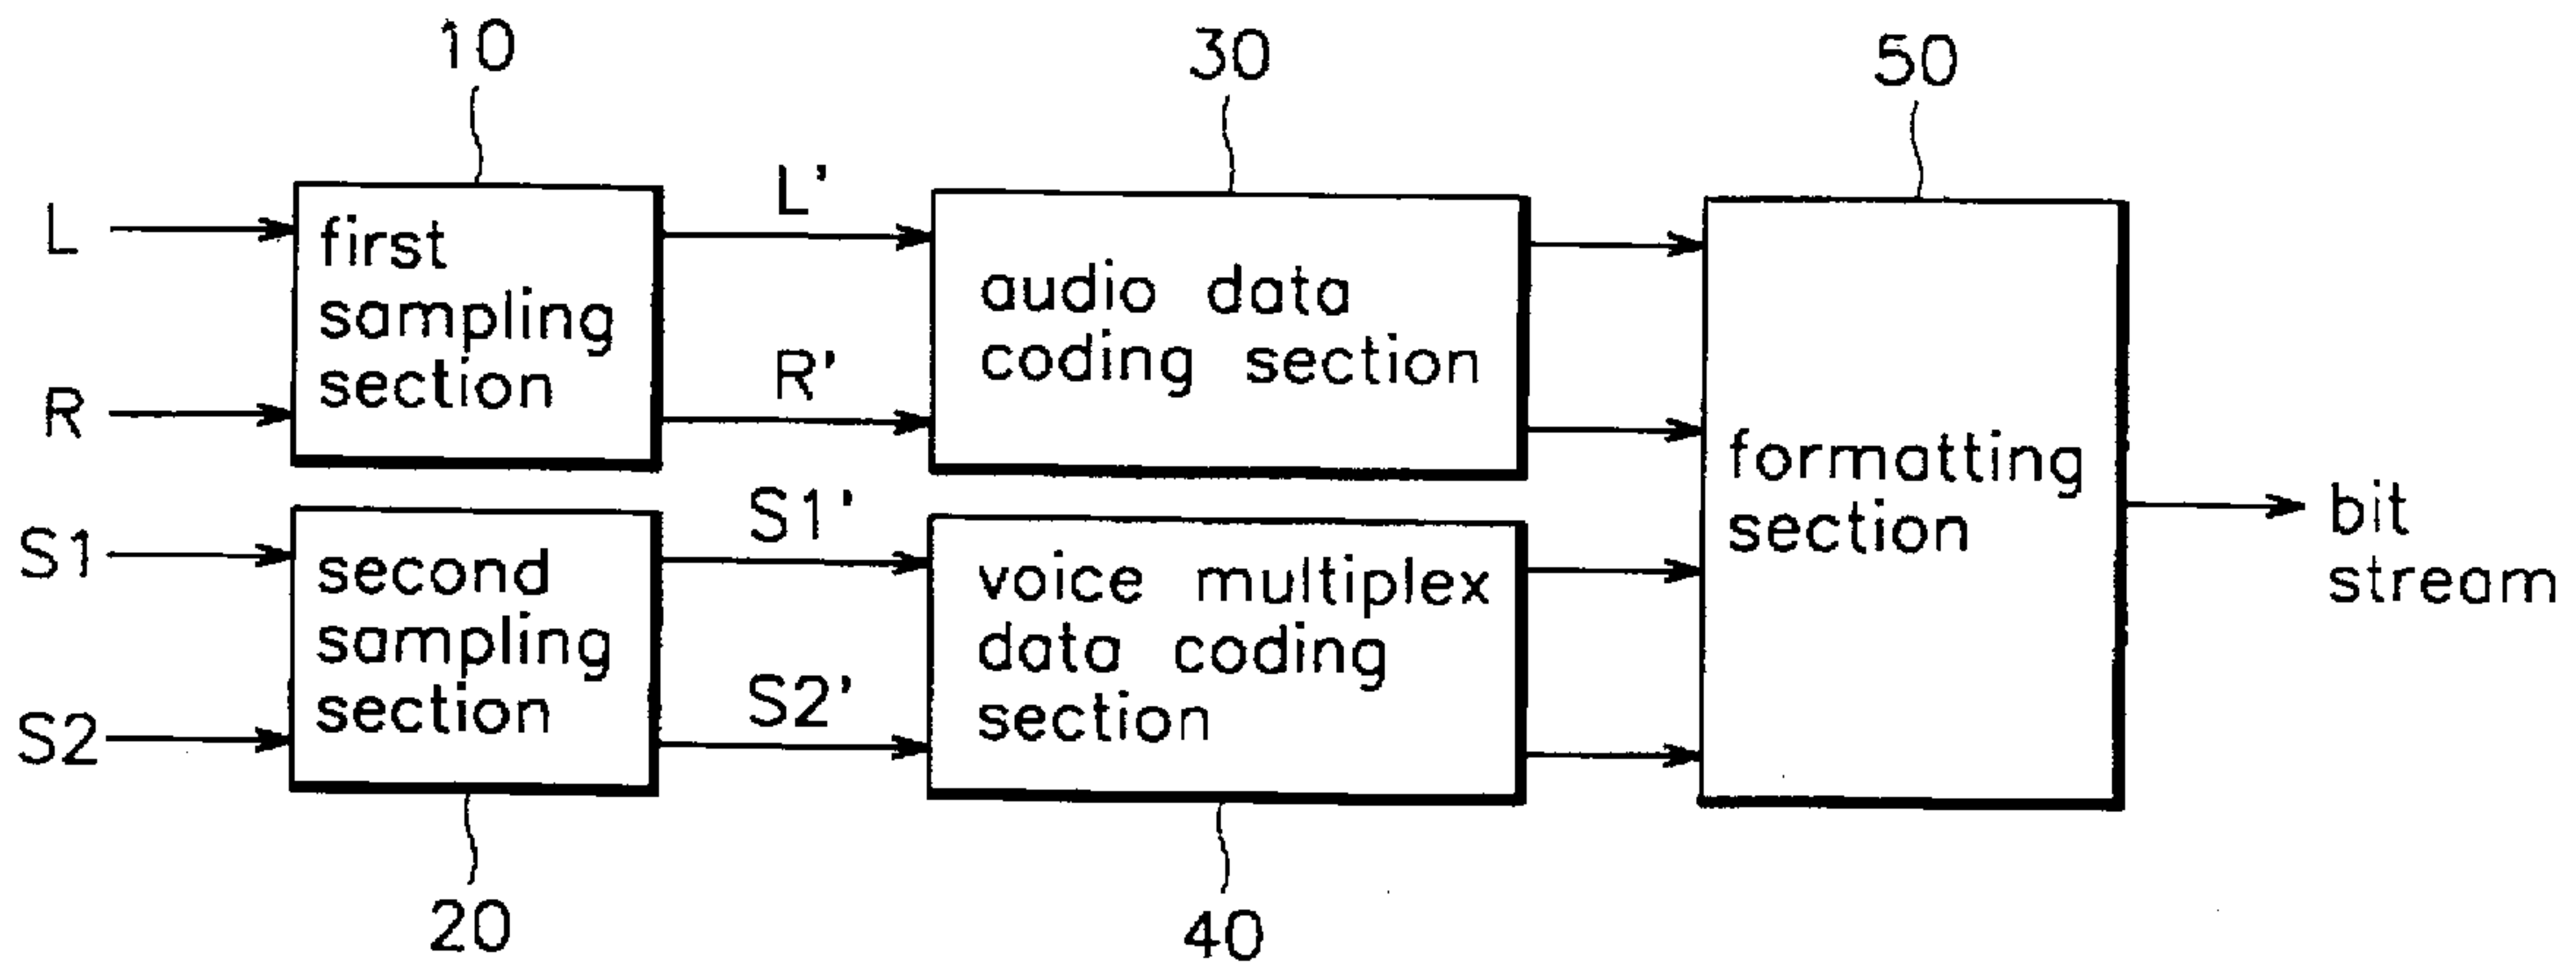 10
30
50
L
R
first
sampling
section
L'
R'
audio data
coding section
formatting
section
bit
stream
S1
S2
second
sampling
section
S1'
S2'
voice multiplex
data coding
section
20
40